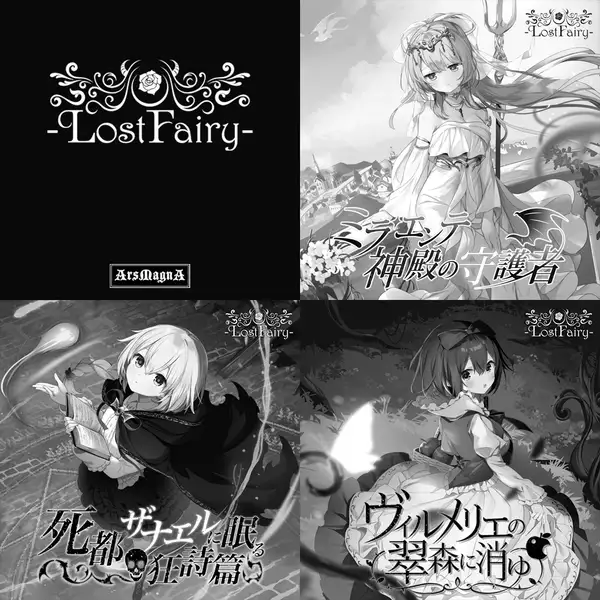 -LostFairy-
ArsMagnA
-LostFairy-
ミラエンテ
神殿の守護者
-LostFairy-
死都ザナエルに眠る
狂詩篇
-LostFairy-
ヴィルメリエの
翠森に消ゆ